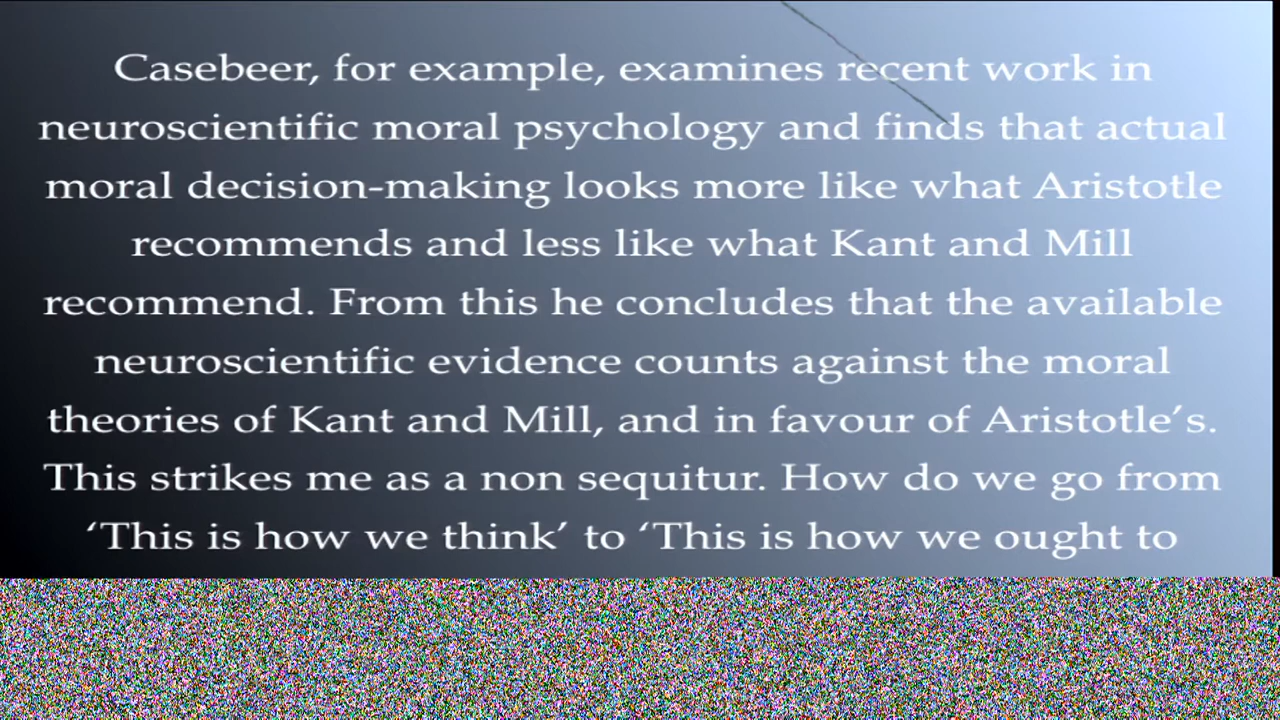 Casebeer, for example, examines recent work in
neuroscientific moral psychology and finds that actual
moral decision-making looks more like what Aristotle
recommends and less like what Kant and Mill
recommend. From this he concludes that the available
neuroscientific evidence counts against the moral
theories of Kant and Mill, and in favour of Aristotle's.
This strikes me as a non sequitur. How do we go from
‘This is how we think’ to ‘This is how we ought to